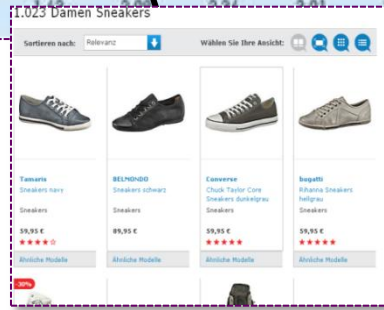 1.023 Damen Sneakers
Sortieren nach: Relevanz Wählen Sie Ihre Ansicht:
Tamaris BELMONDO Converse bugatti
Sneakers navy Sneakers schwarz Chuck Taylor Core Rihanna Sneakers
Sneakers dunkelgrau hellgrau
Sneakers Sneakers Sneakers Sneakers
59,95 € 89,95 € 59,95 € 59,95 €
Ähnliche Modelle Ähnliche Modelle Ähnliche Modelle Ähnliche Modelle
-30%